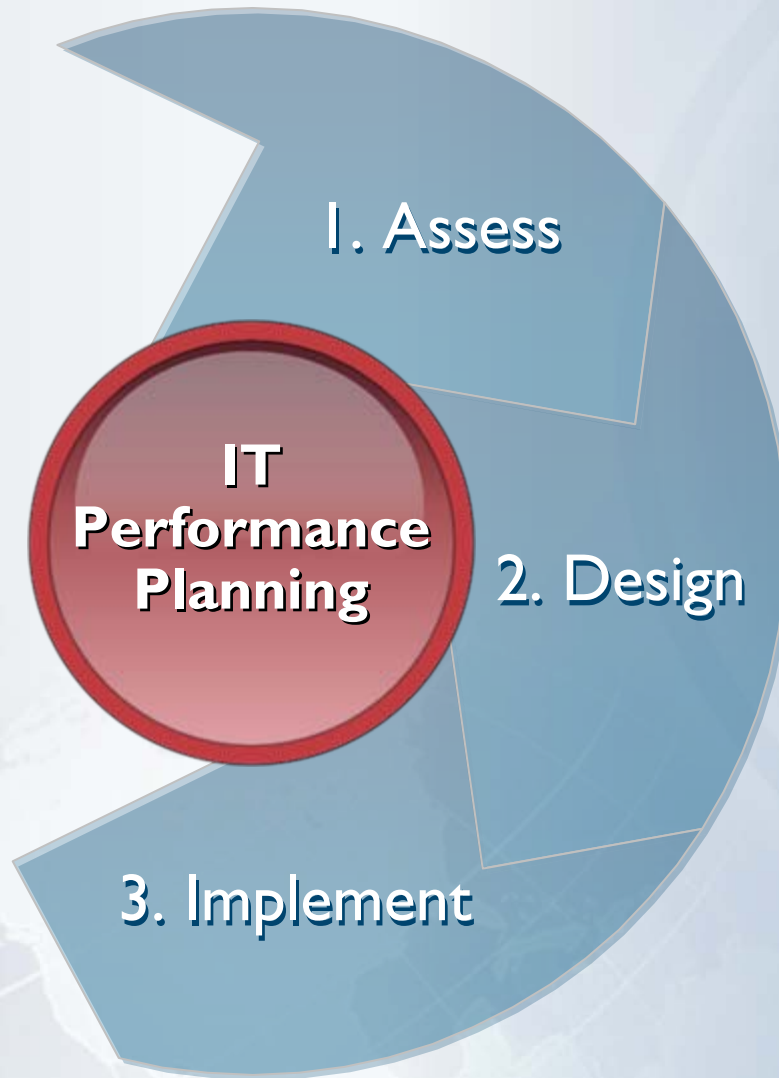 1. Assess
IT
Performance
Planning
2. Design
3. Implement